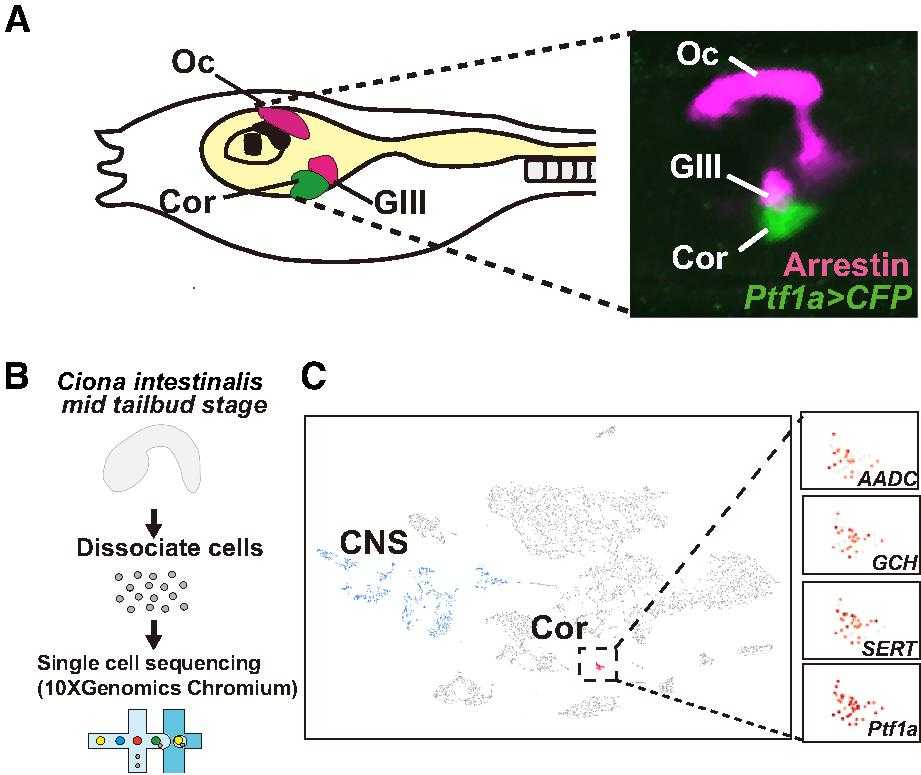 A
Oc
Cor
GIII
Oc
GIII
Cor
Arrestin
Ptf1a>CFP
B
Ciona intestinalis
mid tailbud stage
Dissociate cells
Single cell sequencing
(10XGenomics Chromium)
C
CNS
Cor
AADC
GCH
SERT
Ptf1a